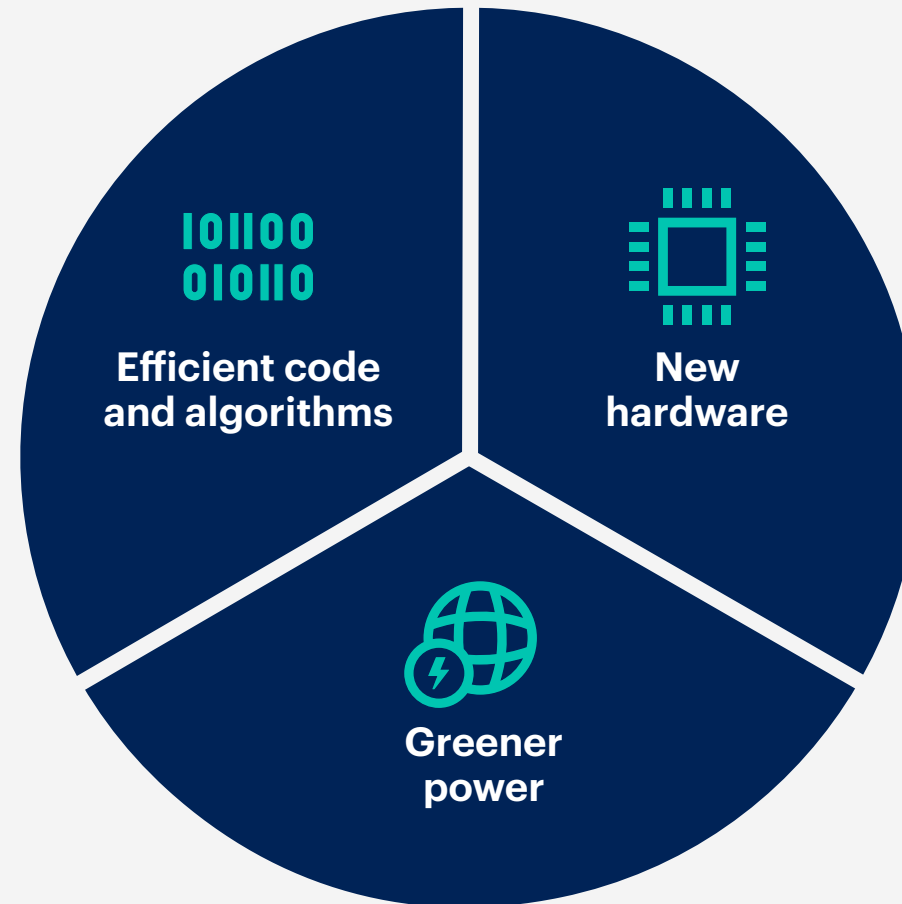 101100
010110
Efficient code
and algorithms
New
hardware
Greener
power